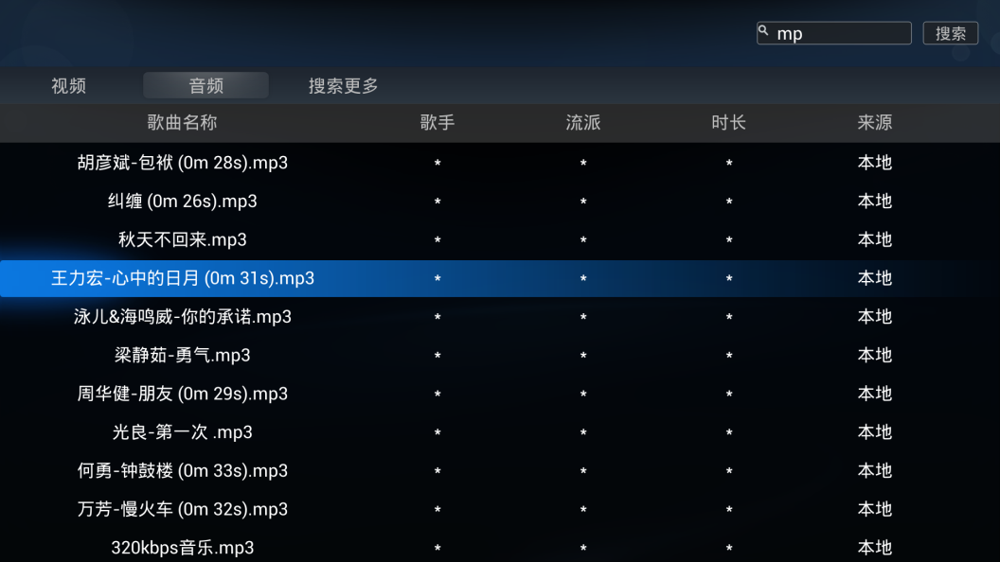 mp 搜索
视频 音频 搜索更多
歌曲名称 歌手 流派 时长 来源
胡彦斌-包袱 (0m 28s).mp3 * * * 本地
纠缠 (0m 26s).mp3 * * * 本地
秋天不回来.mp3 * * * 本地
王力宏-心中的日月 (0m 31s).mp3 * * * 本地
泳儿&海鸣威-你的承诺.mp3 * * * 本地
梁静茹-勇气.mp3 * * * 本地
周华健-朋友 (0m 29s).mp3 * * * 本地
光良-第一次 .mp3 * * * 本地
何勇-钟鼓楼 (0m 33s).mp3 * * * 本地
万芳-慢火车 (0m 32s).mp3 * * * 本地
320kbps音乐.mp3 * * * 本地